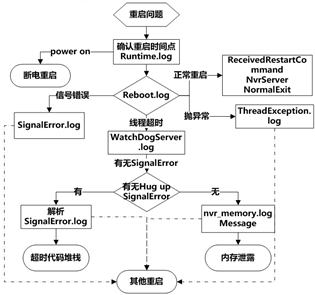 重启问题
power on
确认重启时间点
Runtime.log
断电重启
正常重启
ReceivedRestartCo
mmand
NvrServer
NormalExit
信号错误
Reboot.log
SignalError.log
线程超时
抛异常
ThreadException.
log
WatchDogServer
.log
有无SignalError
有
有无Hug up
SignalError
无
解析
SignalError.log
nvr_memory.log
Message
超时代码堆栈
内存泄露
其他重启